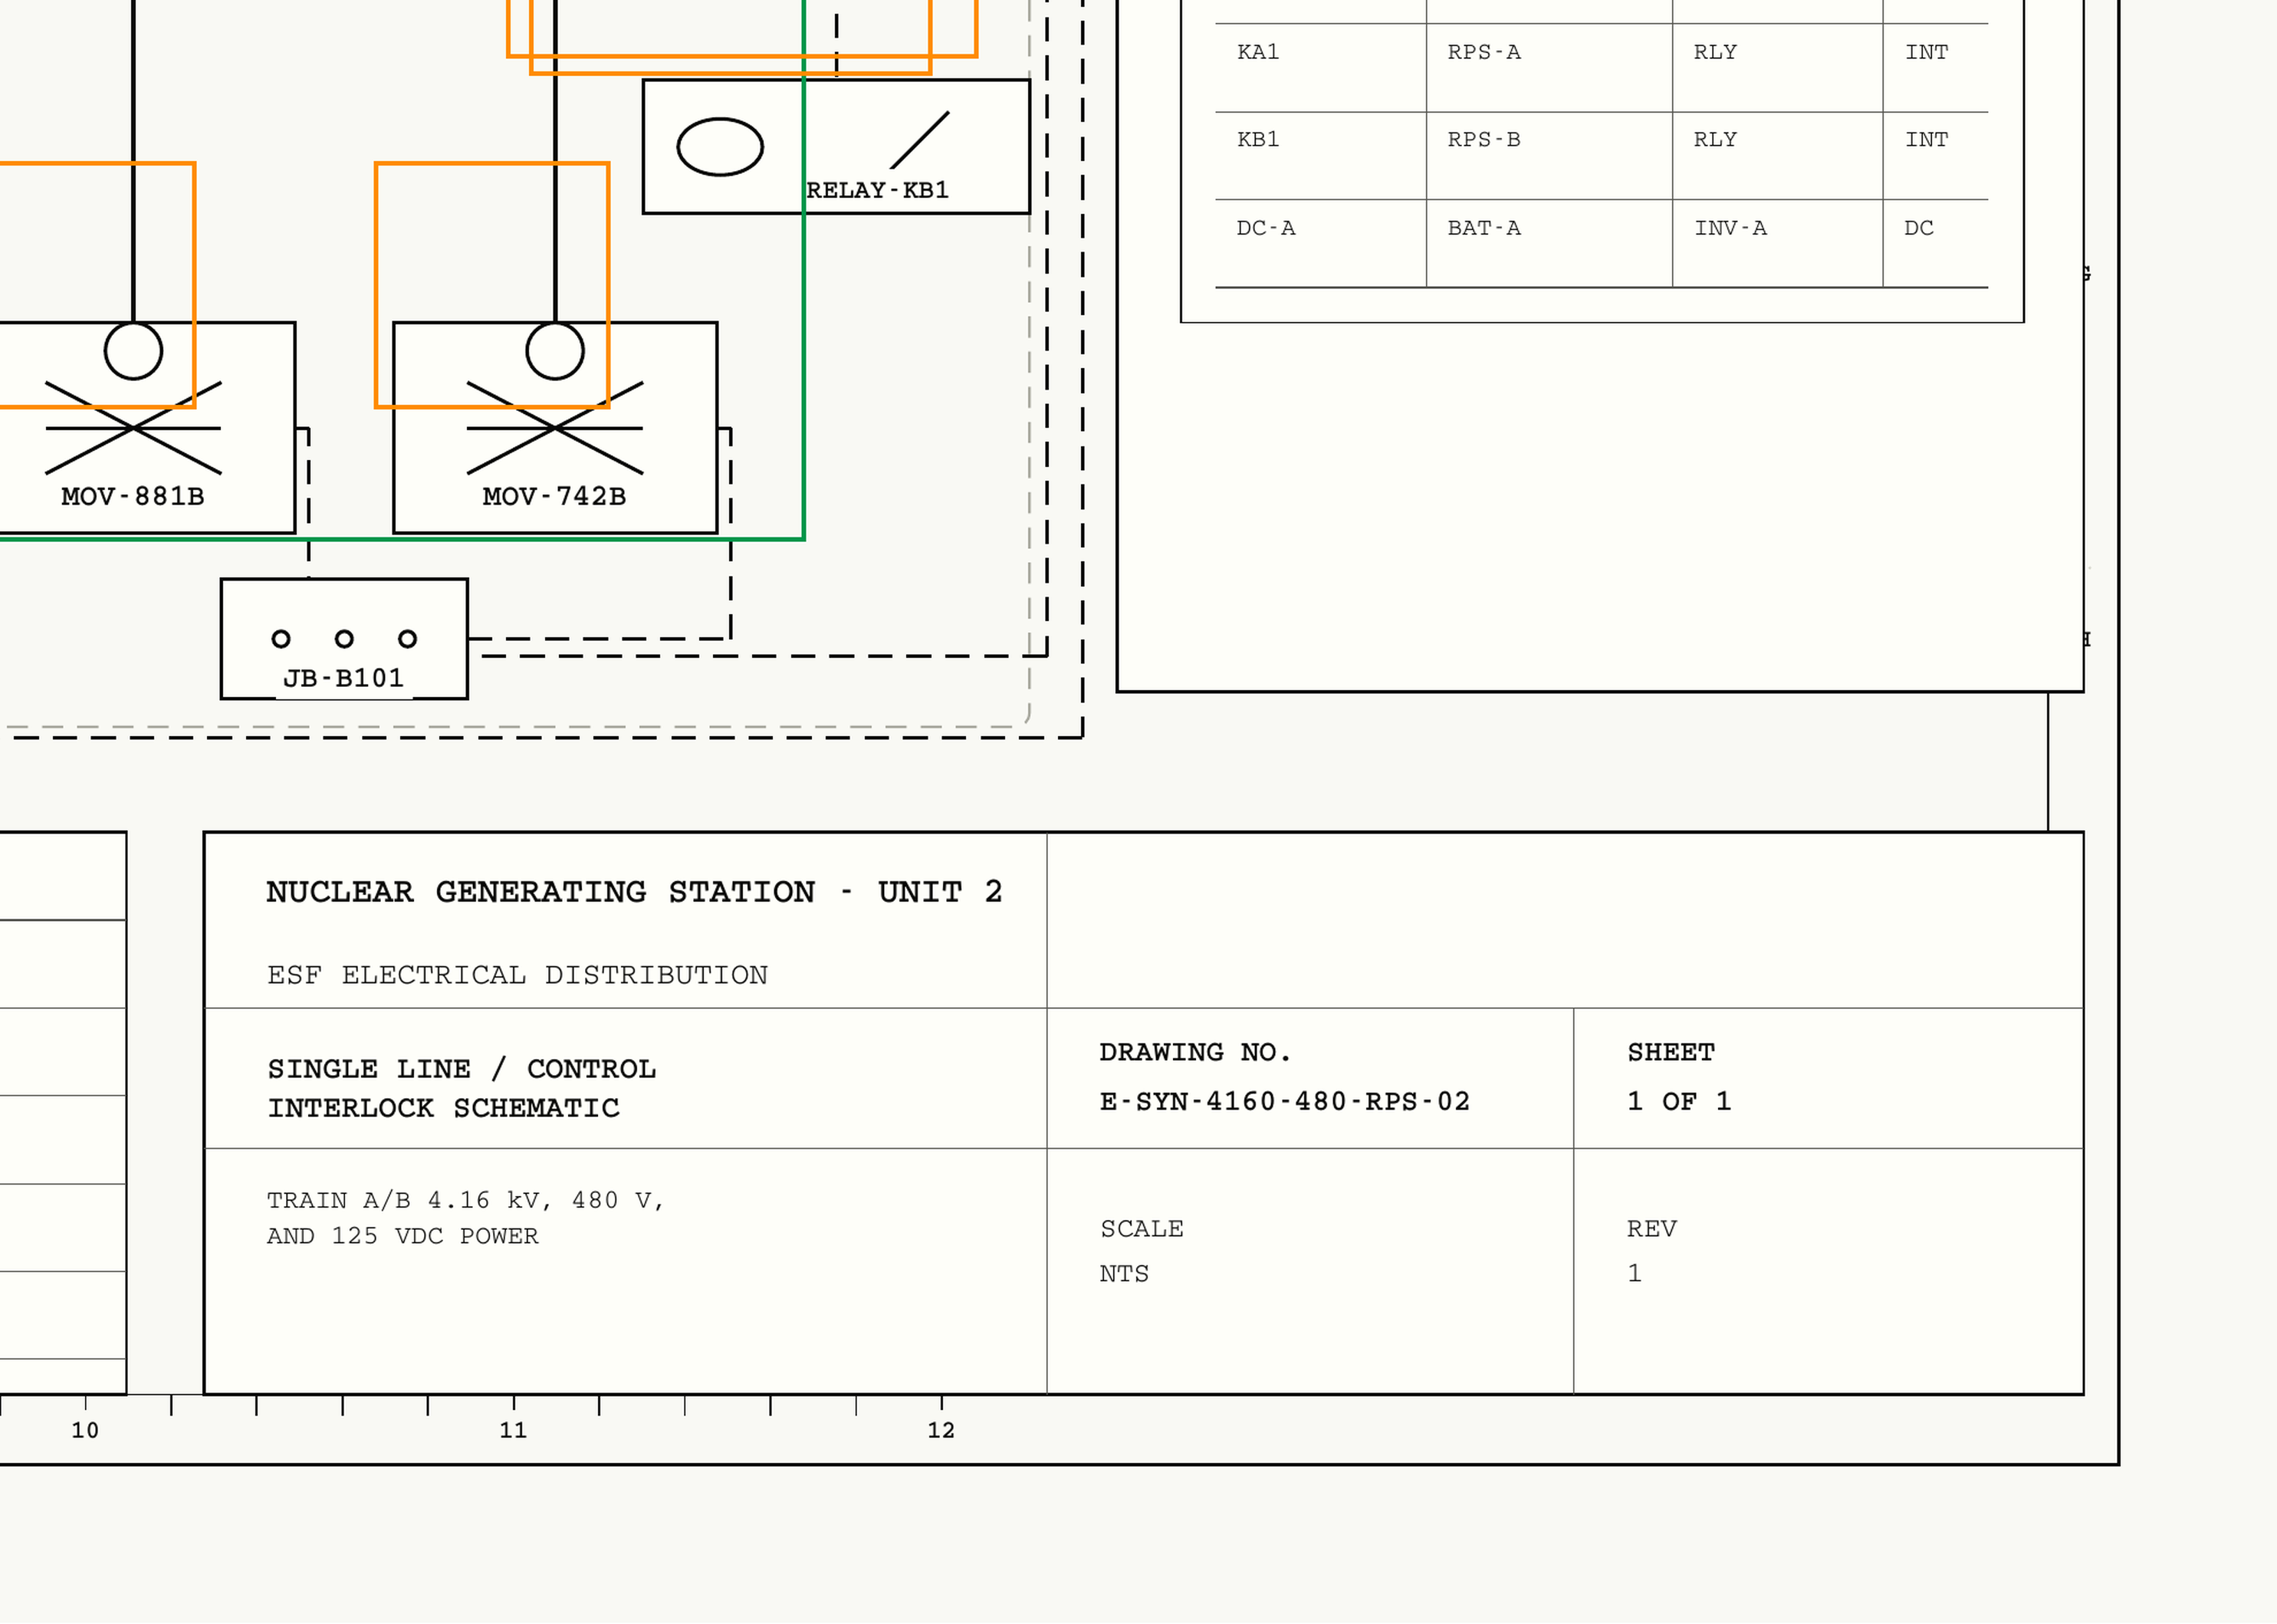 KA1 RPS-A RLY INT
KB1 RPS-B RLY INT
DC-A BAT-A INV-A DC
RELAY-KB1
MOV-881B
MOV-742B
JB-B101
NUCLEAR GENERATING STATION - UNIT 2
ESF ELECTRICAL DISTRIBUTION
SINGLE LINE / CONTROL
INTERLOCK SCHEMATIC
TRAIN A/B 4.16 kV, 480 V,
AND 125 VDC POWER
DRAWING NO.
E-SYN-4160-480-RPS-02
SHEET
1 OF 1
SCALE
NTS
REV
1
10 11 12